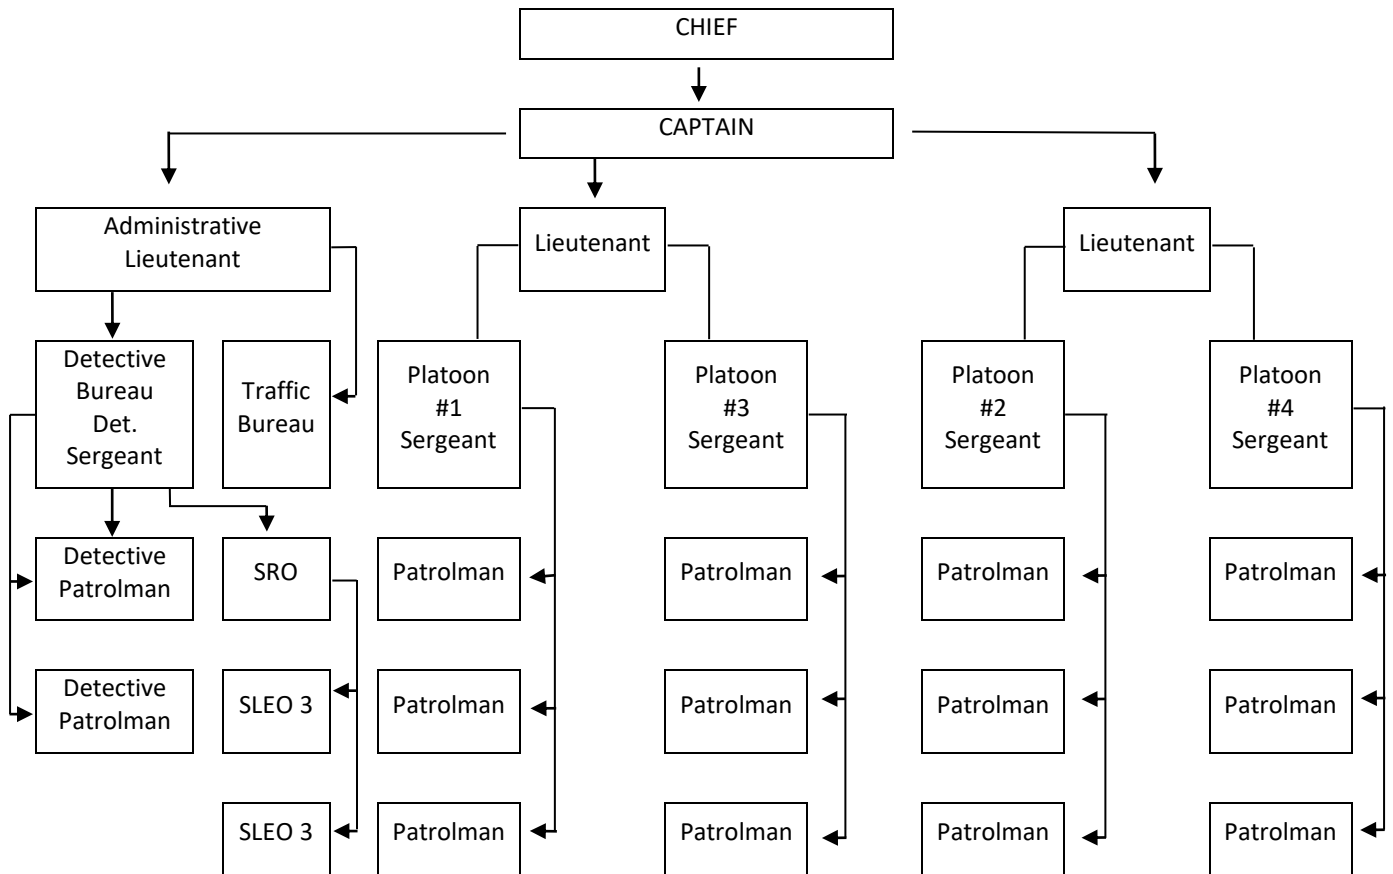 CHIEF
CAPTAIN
Administrative
Lieutenant
Lieutenant
Lieutenant
Detective
Bureau
Det.
Sergeant
Traffic
Bureau
Platoon
#1
Sergeant
Platoon
#3
Sergeant
Platoon
#2
Sergeant
Platoon
#4
Sergeant
Detective
Patrolman
SRO
Patrolman
Patrolman
Patrolman
Patrolman
Detective
Patrolman
SLEO 3
Patrolman
Patrolman
Patrolman
Patrolman
SLEO 3
Patrolman
Patrolman
Patrolman
Patrolman